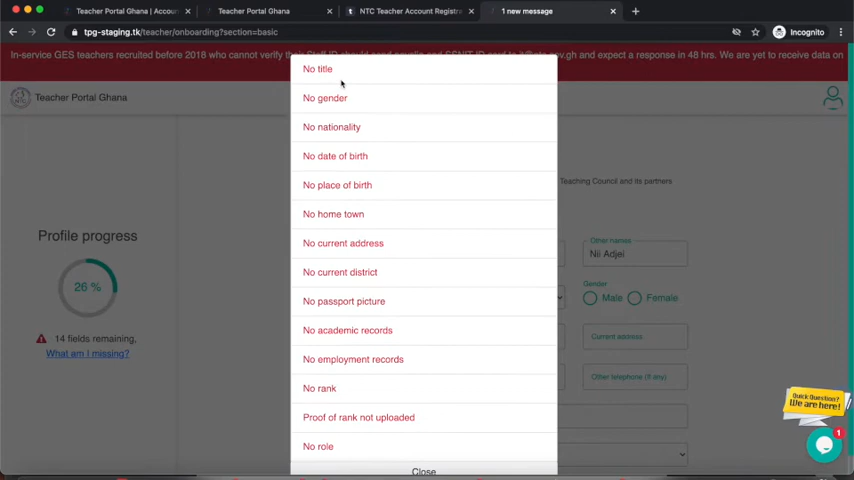 Teacher Portal Ghana | Accou
Teacher Portal Ghana
NTC Teacher Account Registra
1 new message
tpg-staging.tk/teacher/onboarding?section=basic
Incognito
In-service GES teachers recruited before 2018 who cannot verify their Staff ID should send
and SSNIT ID card to
and expect a response in 48 hrs. We are yet to receive data on
Teacher Portal Ghana
No title
No gender
No nationality
No date of birth
No place of birth
No home town
No current address
No current district
No passport picture
No academic records
No employment records
No rank
Proof of rank not uploaded
No role
Close
Profile progress
26 %
14 fields remaining,
What am I missing?
Teaching Council and its partners
Other names
Nii Adjei
Gender
Male
Female
Current address
Other telephone (if any)
Quick Question?
We are here!
1